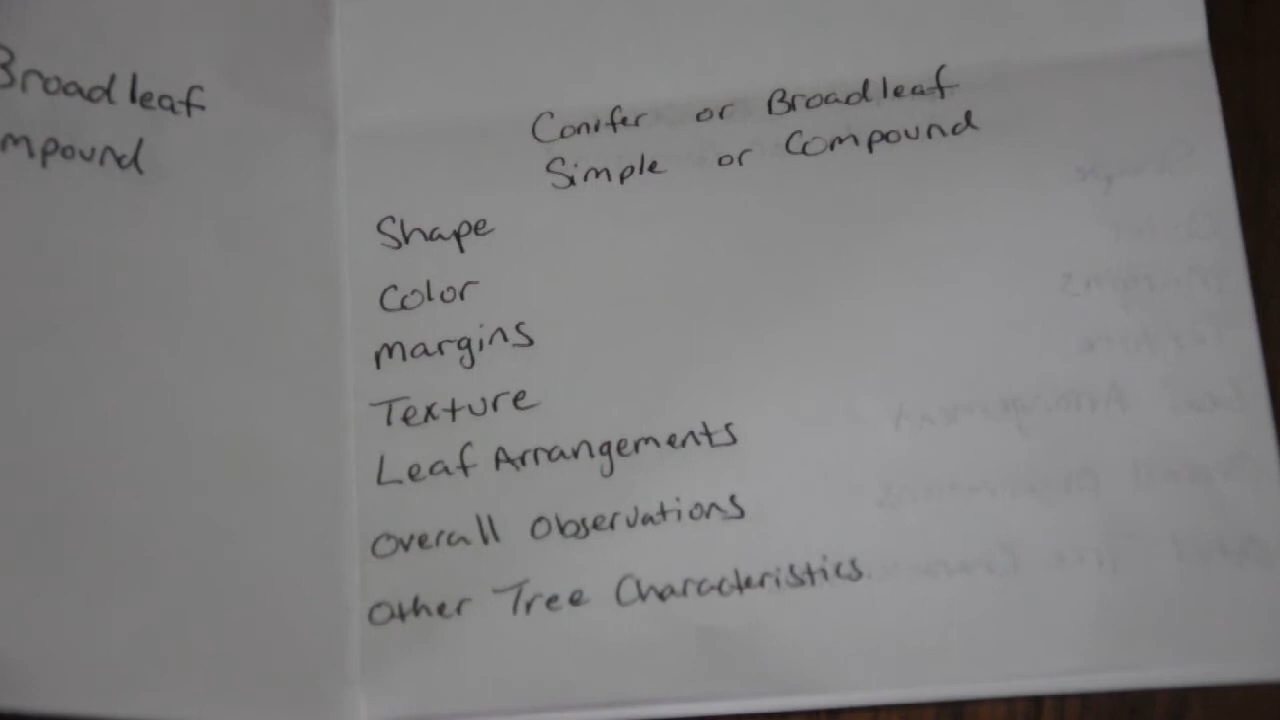 Broadleaf
mpound
Conifer or Broadleaf
Simple or Compound
Shape
Color
Margins
Texture
Leaf Arrangements
Overall Observations
Other Tree Characteristics